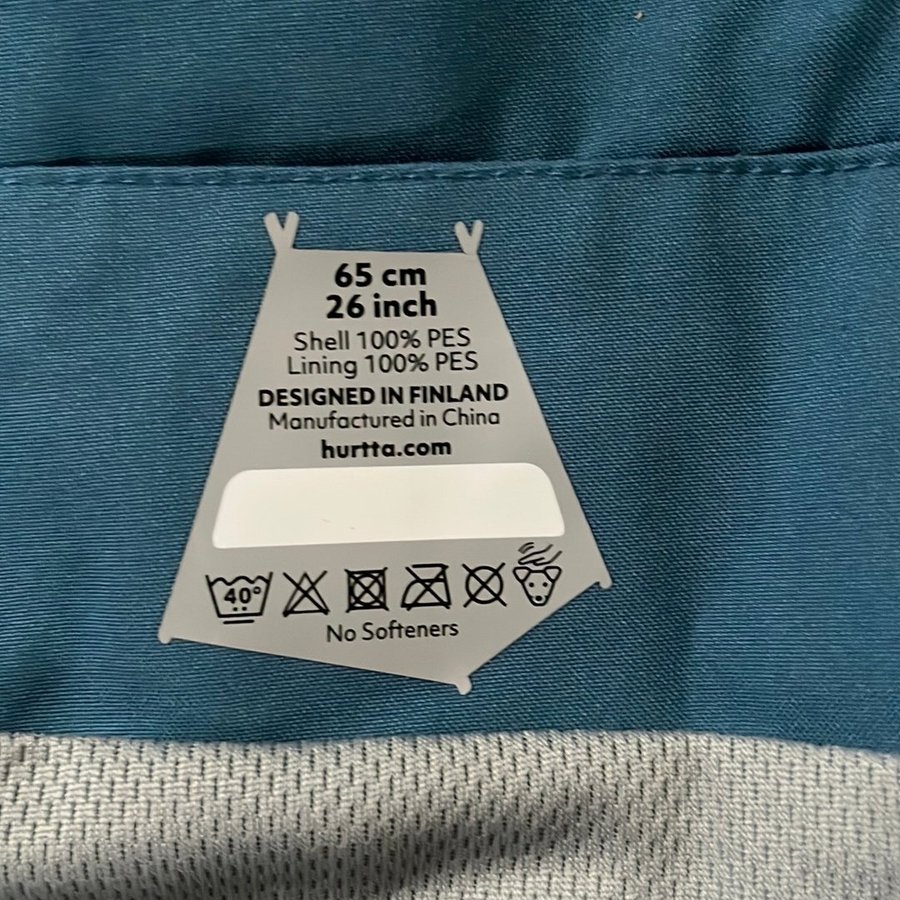 65 cm
26 inch
Shell 100% PES
Lining 100% PES
DESIGNED IN FINLAND
Manufactured in China
hurtta.com
40°
No Softeners